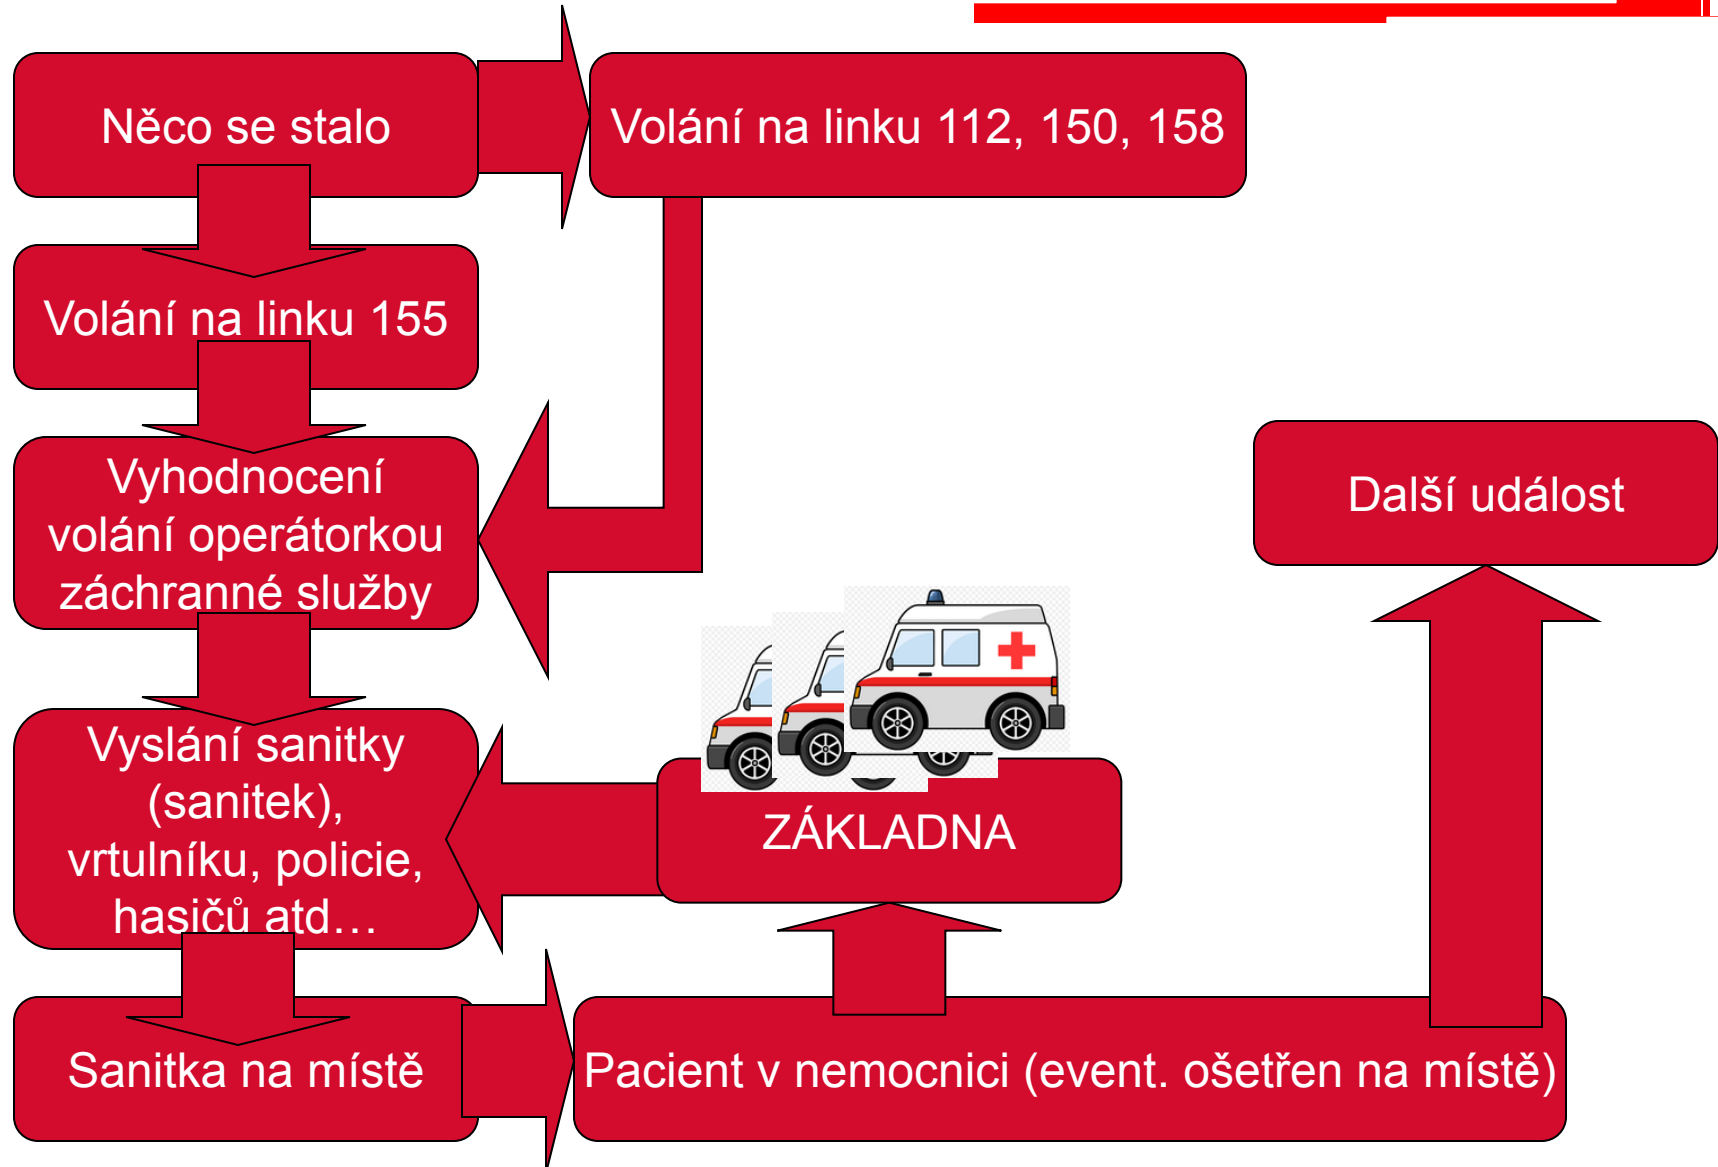 Něco se stalo
Volání na linku 112, 150, 158
Volání na linku 155
Vyhodnocení
volání operátorkou
záchranné služby
Další událost
Vyslání sanitky
(sanitek),
vrtulníku, policie,
hasičů atd…
ZÁKLADNA
Sanitka na místě
Pacient v nemocnici (event. ošetřen na místě)